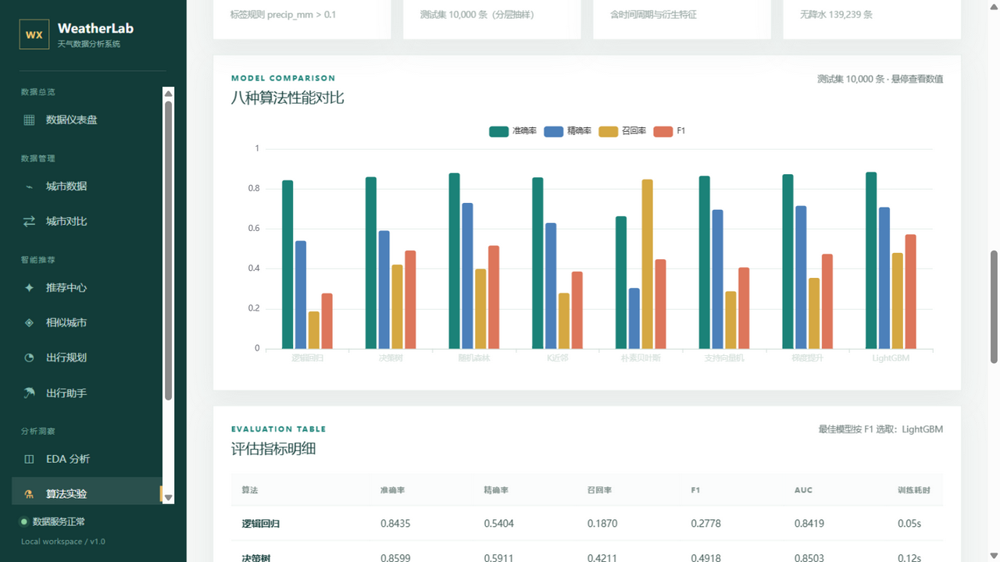 WX
WeatherLab
天气数据分析系统
数据总览
数据仪表盘
数据管理
城市数据
城市对比
智能推荐
推荐中心
相似城市
出行规划
出行助手
分析洞察
EDA 分析
算法实验
数据服务正常
Local workspace / v1.0
标签规则 precip_mm > 0.1
测试集 10,000 条（分层抽样）
含时间周期与衍生特征
无降水 139,239 条
MODEL COMPARISON
八种算法性能对比
测试集 10,000 条 · 悬停查看数值
准确率 精确率 召回率 F1
1
0.8
0.6
0.4
0.2
0
逻辑回归 决策树 随机森林 K近邻 朴素贝叶斯 支持向量机 梯度提升 LightGBM
EVALUATION TABLE
评估指标明细
最佳模型按 F1 选取：LightGBM
算法 准确率 精确率 召回率 F1 AUC 训练耗时
逻辑回归 0.8435 0.5404 0.1870 0.2778 0.8419 0.05s
决策树 0.8599 0.5911 0.4211 0.4918 0.8503 0.12s